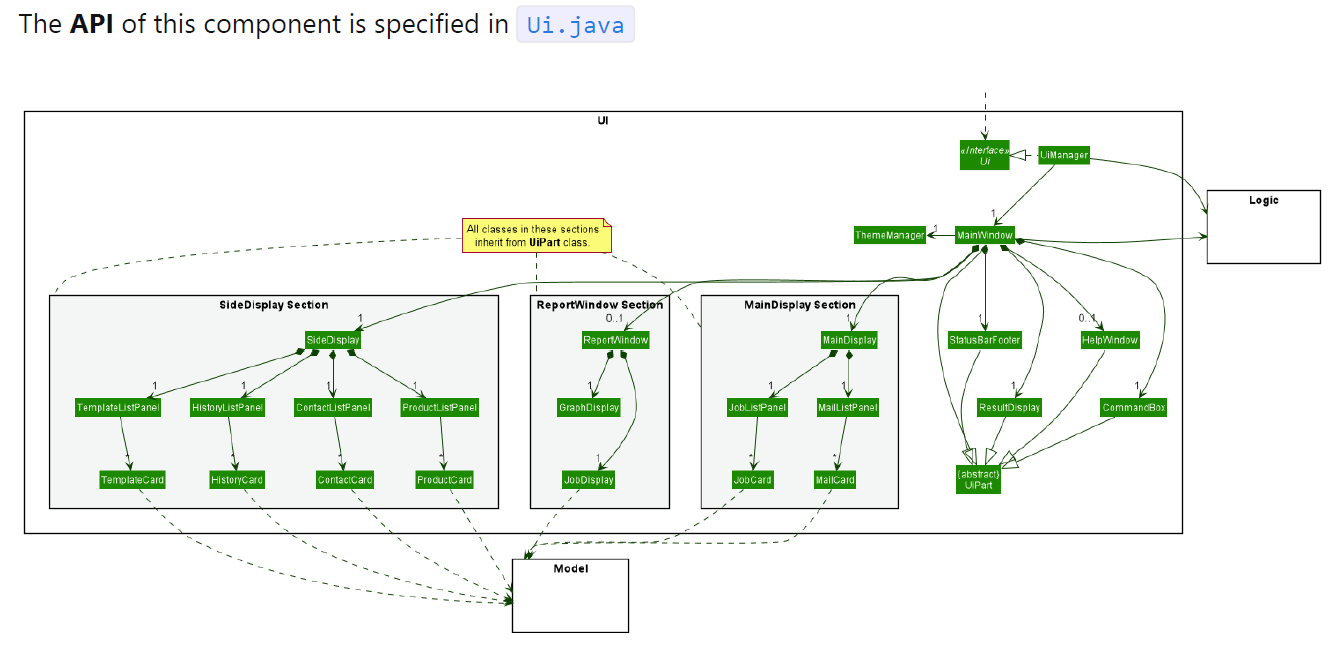 The API of this component is specified in Ui.java
UI
«Interface»
Ui
UiManager
Logic
1
All classes in these sections
inherit from UiPart class.
ThemeManager
1
MainWindow
SideDisplay Section
ReportWindow Section
MainDisplay Section
1
0..1
1
1
0..1
SideDisplay
ReportWindow
MainDisplay
StatusBarFooter
HelpWindow
1
1
1
1
1
1
1
1
1
1
TemplateListPanel
HistoryListPanel
ContactListPanel
ProductListPanel
GraphDisplay
JobListPanel
MailListPanel
ResultDisplay
CommandBox
*
*
*
*
1
*
*
TemplateCard
HistoryCard
ContactCard
ProductCard
JobDisplay
JobCard
MailCard
{abstract}
UiPart
Model